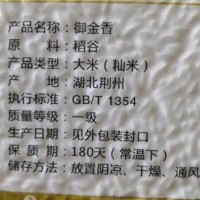 产品名称：御金香
原　　料：稻谷
产品类型：大米（籼米）
产　　地：湖北荆州
执行标准：GB/T 1354
质量等级：一级
生产日期：见外包装封口
保 质 期：180天（常温下）
储存方法：放置阴凉、干燥、通风